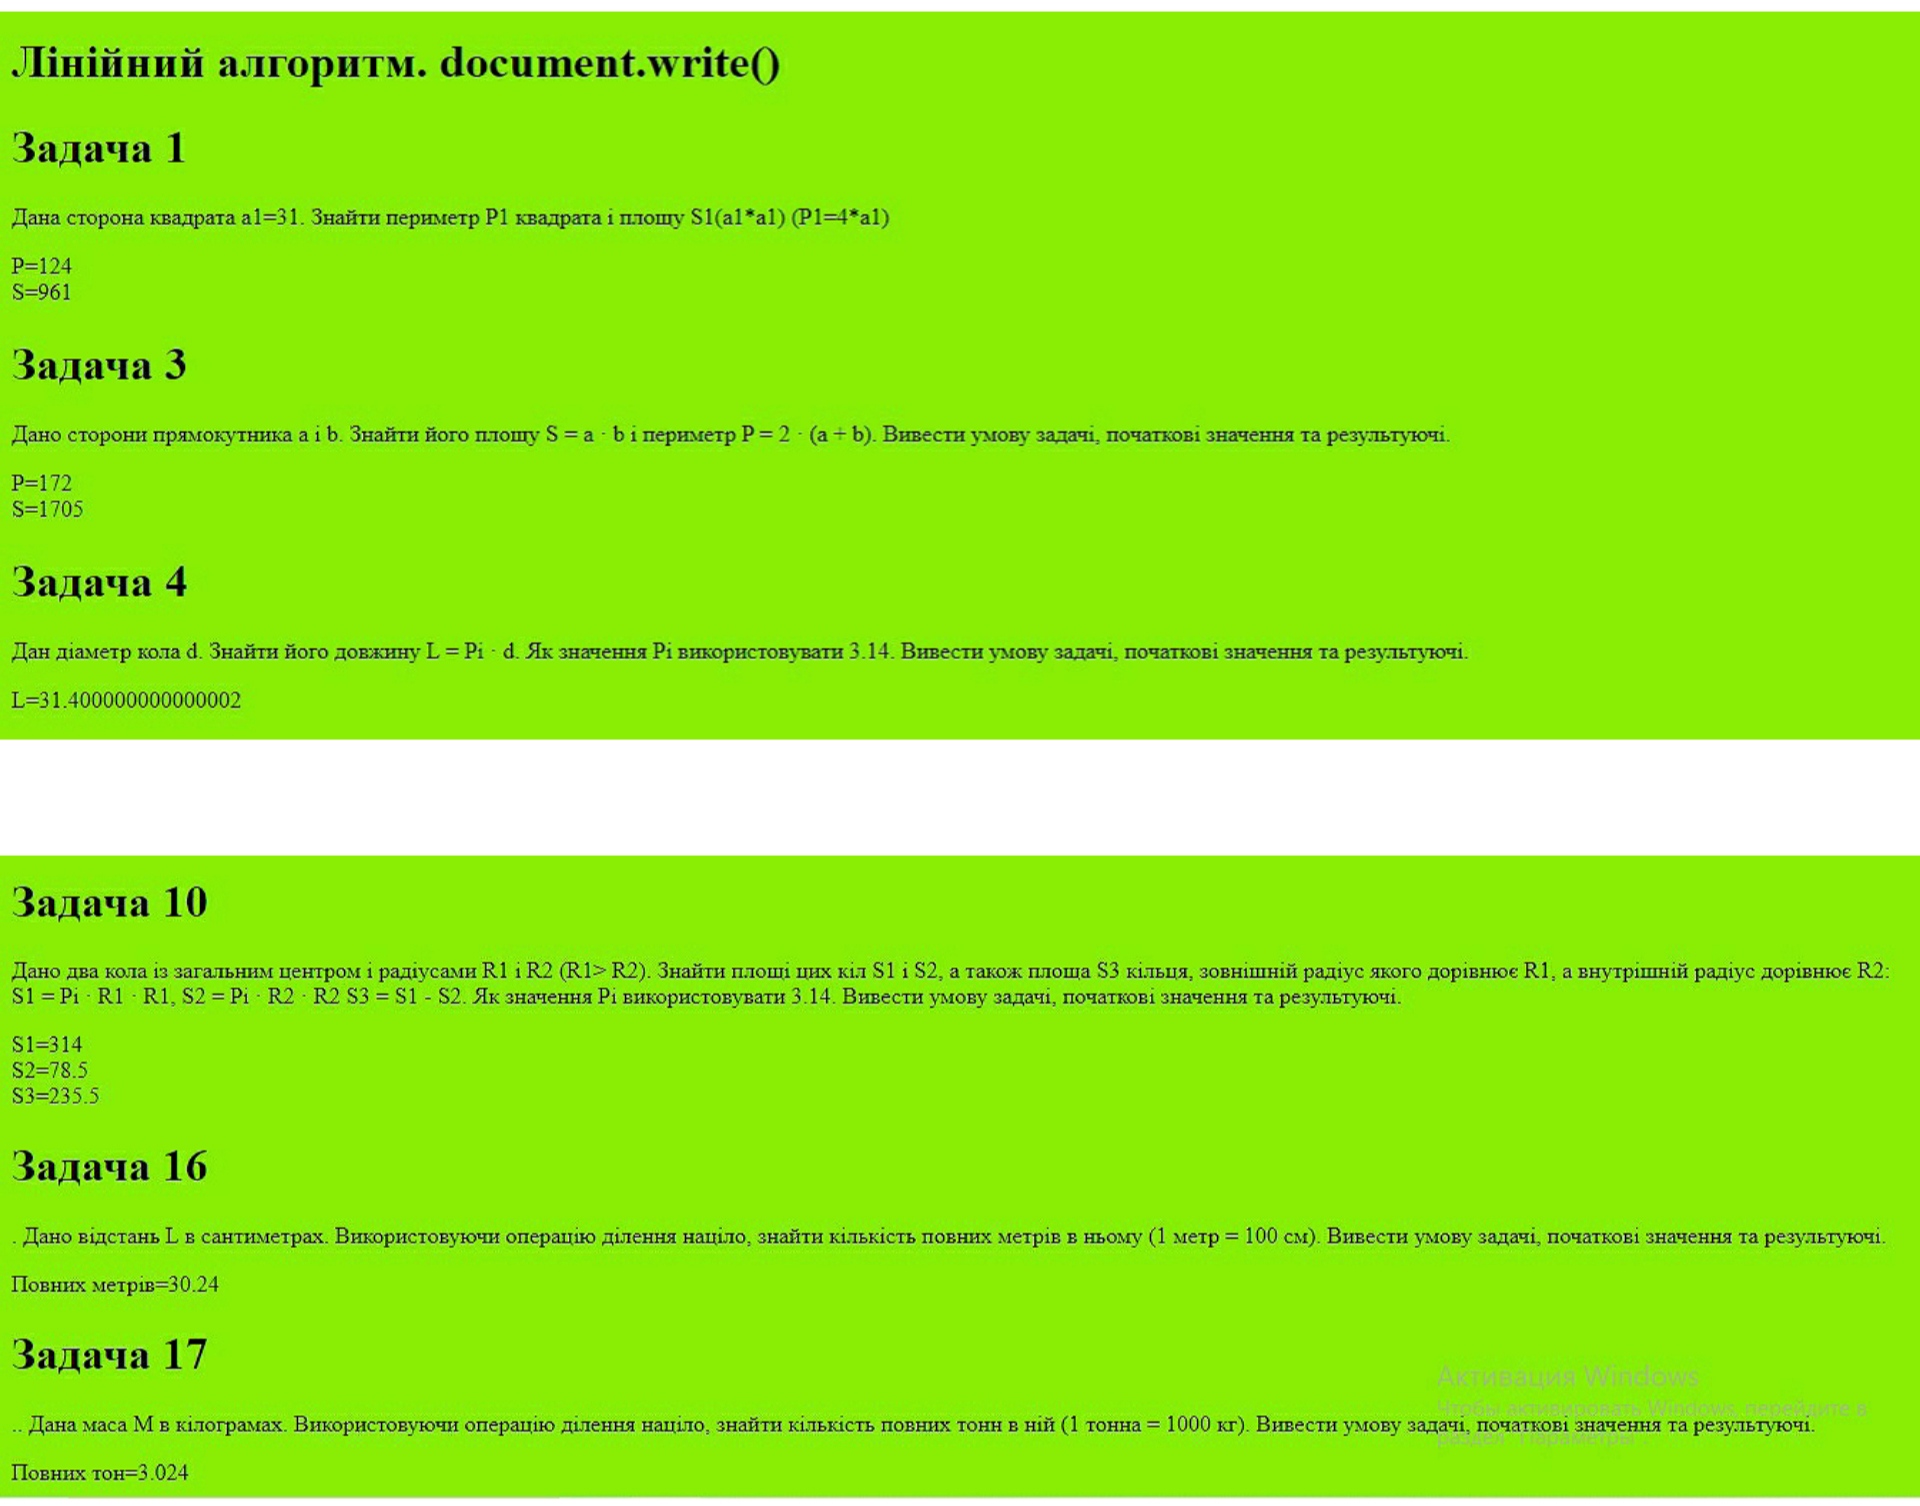 Лінійний алгоритм. document.write()
Задача 1
Дана сторона квадрата a1=31. Знайти периметр P1 квадрата і площу S1(a1*a1) (P1=4*a1)
P=124
S=961
Задача 3
Дано сторони прямокутника a і b. Знайти його площу S = a · b і периметр P = 2 · (a + b). Вивести умову задачі, початкові значення та результуючі.
P=172
S=1705
Задача 4
Дан діаметр кола d. Знайти його довжину L = Pi · d. Як значення Pi використовувати 3.14. Вивести умову задачі, початкові значення та результуючі.
L=31.400000000000002
Задача 10
Дано два кола із загальним центром і радіусами R1 і R2 (R1> R2). Знайти площі цих кіл S1 і S2, а також площа S3 кільця, зовнішній радіус якого дорівнює R1, а внутрішній радіус дорівнює R2:
S1 = Pi · R1 · R1, S2 = Pi · R2 · R2 S3 = S1 - S2. Як значення Pi використовувати 3.14. Вивести умову задачі, початкові значення та результуючі.
S1=314
S2=78.5
S3=235.5
Задача 16
. Дано відстань L в сантиметрах. Використовуючи операцію ділення націло, знайти кількість повних метрів в ньому (1 метр = 100 см). Вивести умову задачі, початкові значення та результуючі.
Повних метрів=30.24
Задача 17
Активация Windows
Чтобы активировать Windows, перейдите в
.. Дана маса M в кілограмах. Використовуючи операцію ділення націло, знайти кількість повних тонн в ній (1 тонна = 1000 кг). Вивести умову задачі, початкові значення та результуючі.
раздел "Параметры".
Повних тон=3.024